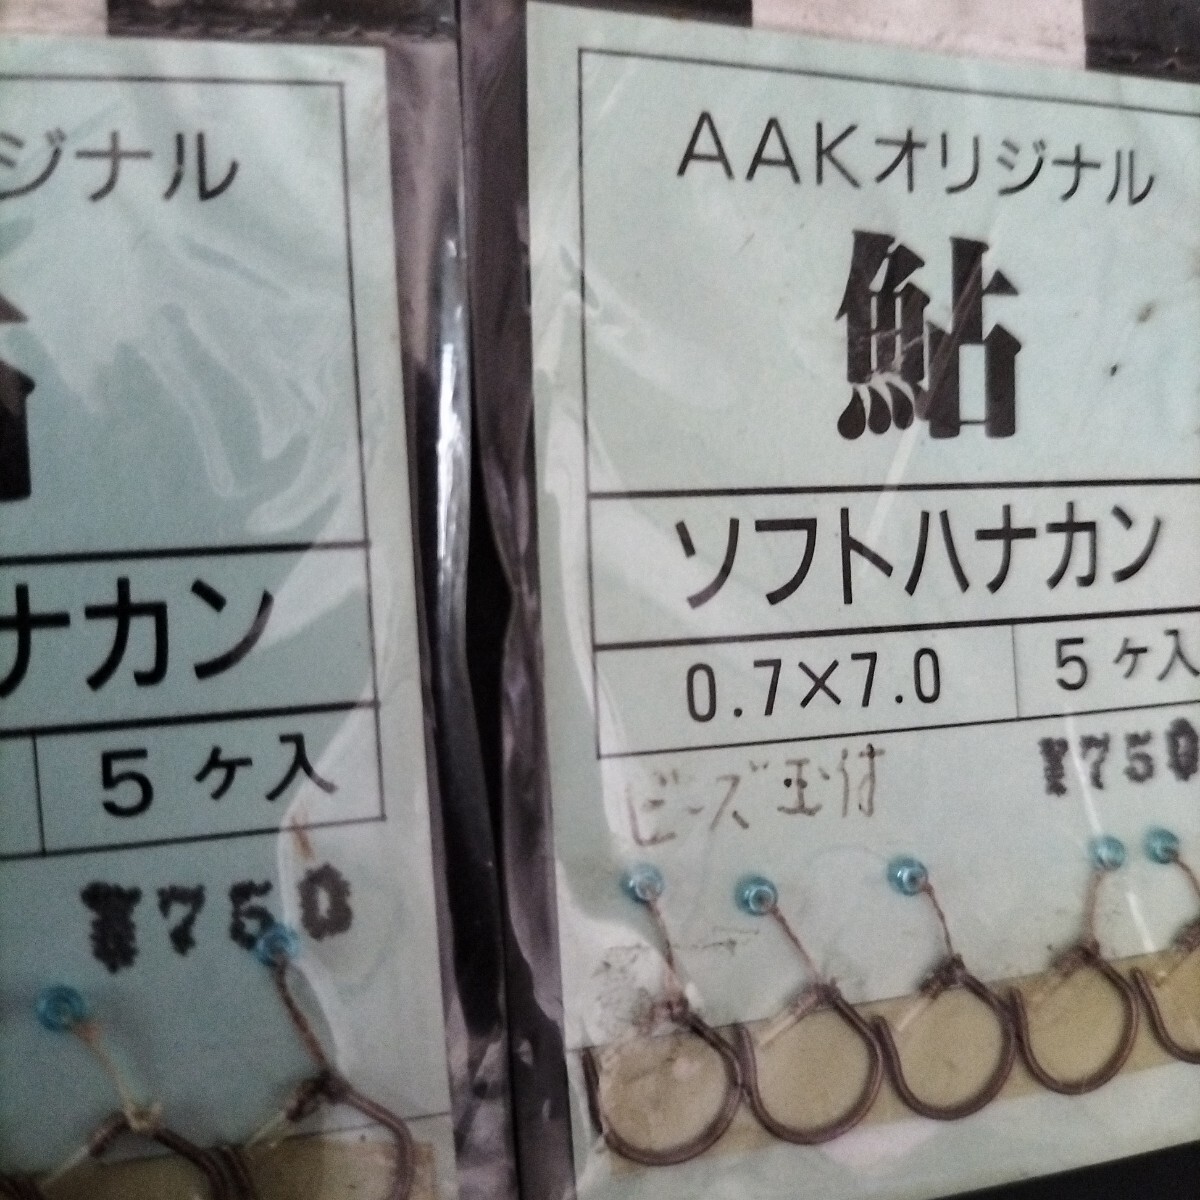 ジナル
ナカン
5ヶ入
¥750
AAKオリジナル
鮎
ソフトハナカン
0.7×7.0
5ヶ入
ビーズ玉付
¥750